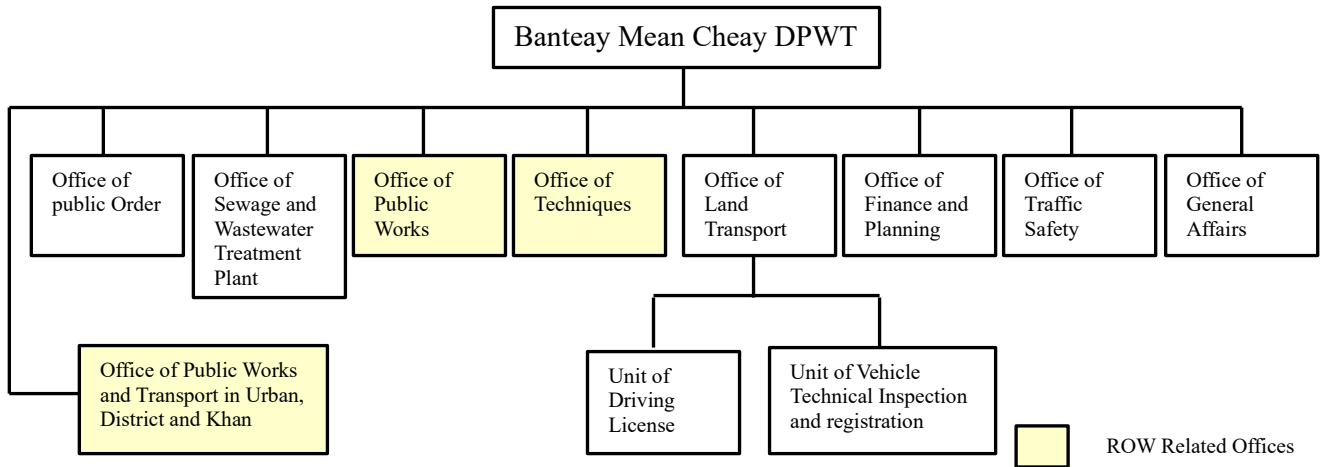 Banteay Mean Cheay DPWT
Office of
public Order
Office of
Sewage and
Wastewater
Treatment
Plant
Office of
Public
Works
Office of
Techniques
Office of
Land
Transport
Office of
Finance and
Planning
Office of
Traffic
Safety
Office of
General
Affairs
Office of Public Works
and Transport in Urban,
District and Khan
Unit of
Driving
License
Unit of Vehicle
Technical Inspection
and registration
ROW Related Offices